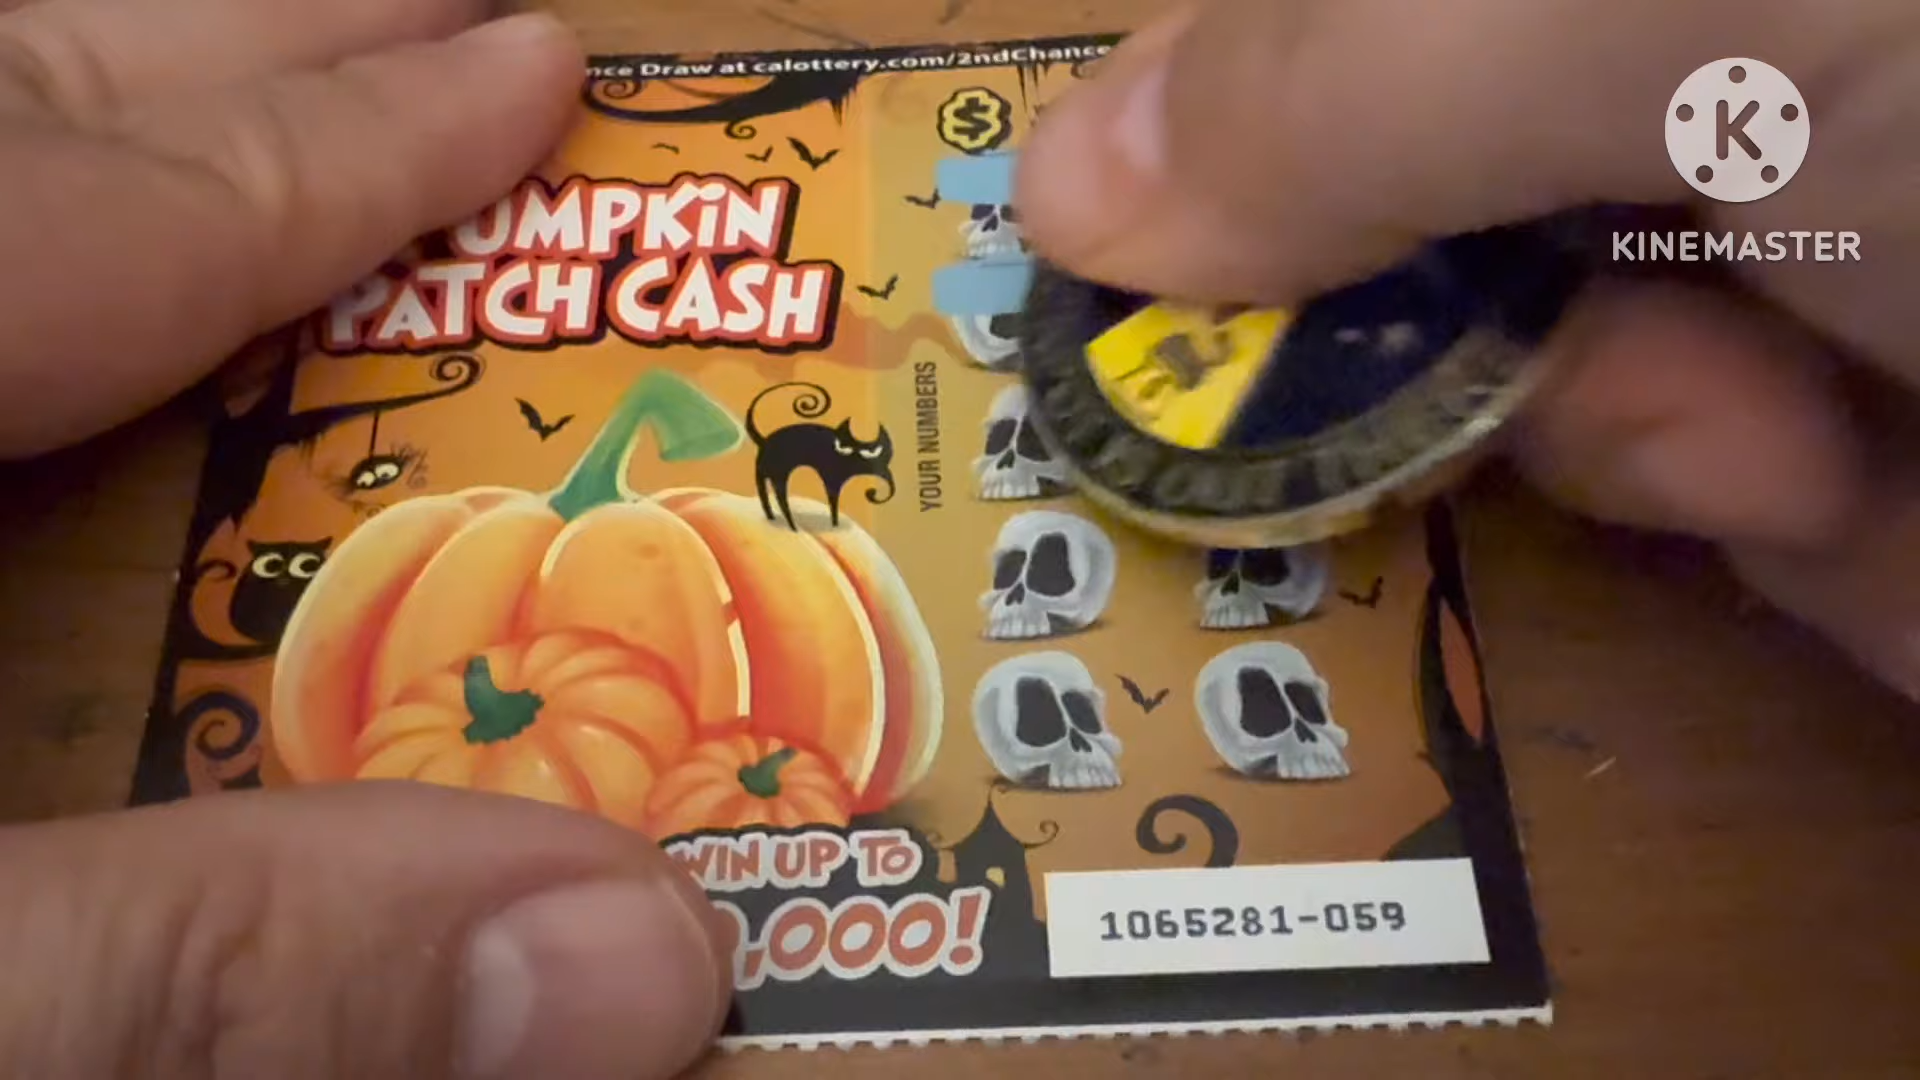 nce Draw at calottery.com/2ndChance
UMPKiN
PATCH CASH
YOUR NUMBERS
WIN UP TO
,000!
1065281-059
K
KINEMASTER